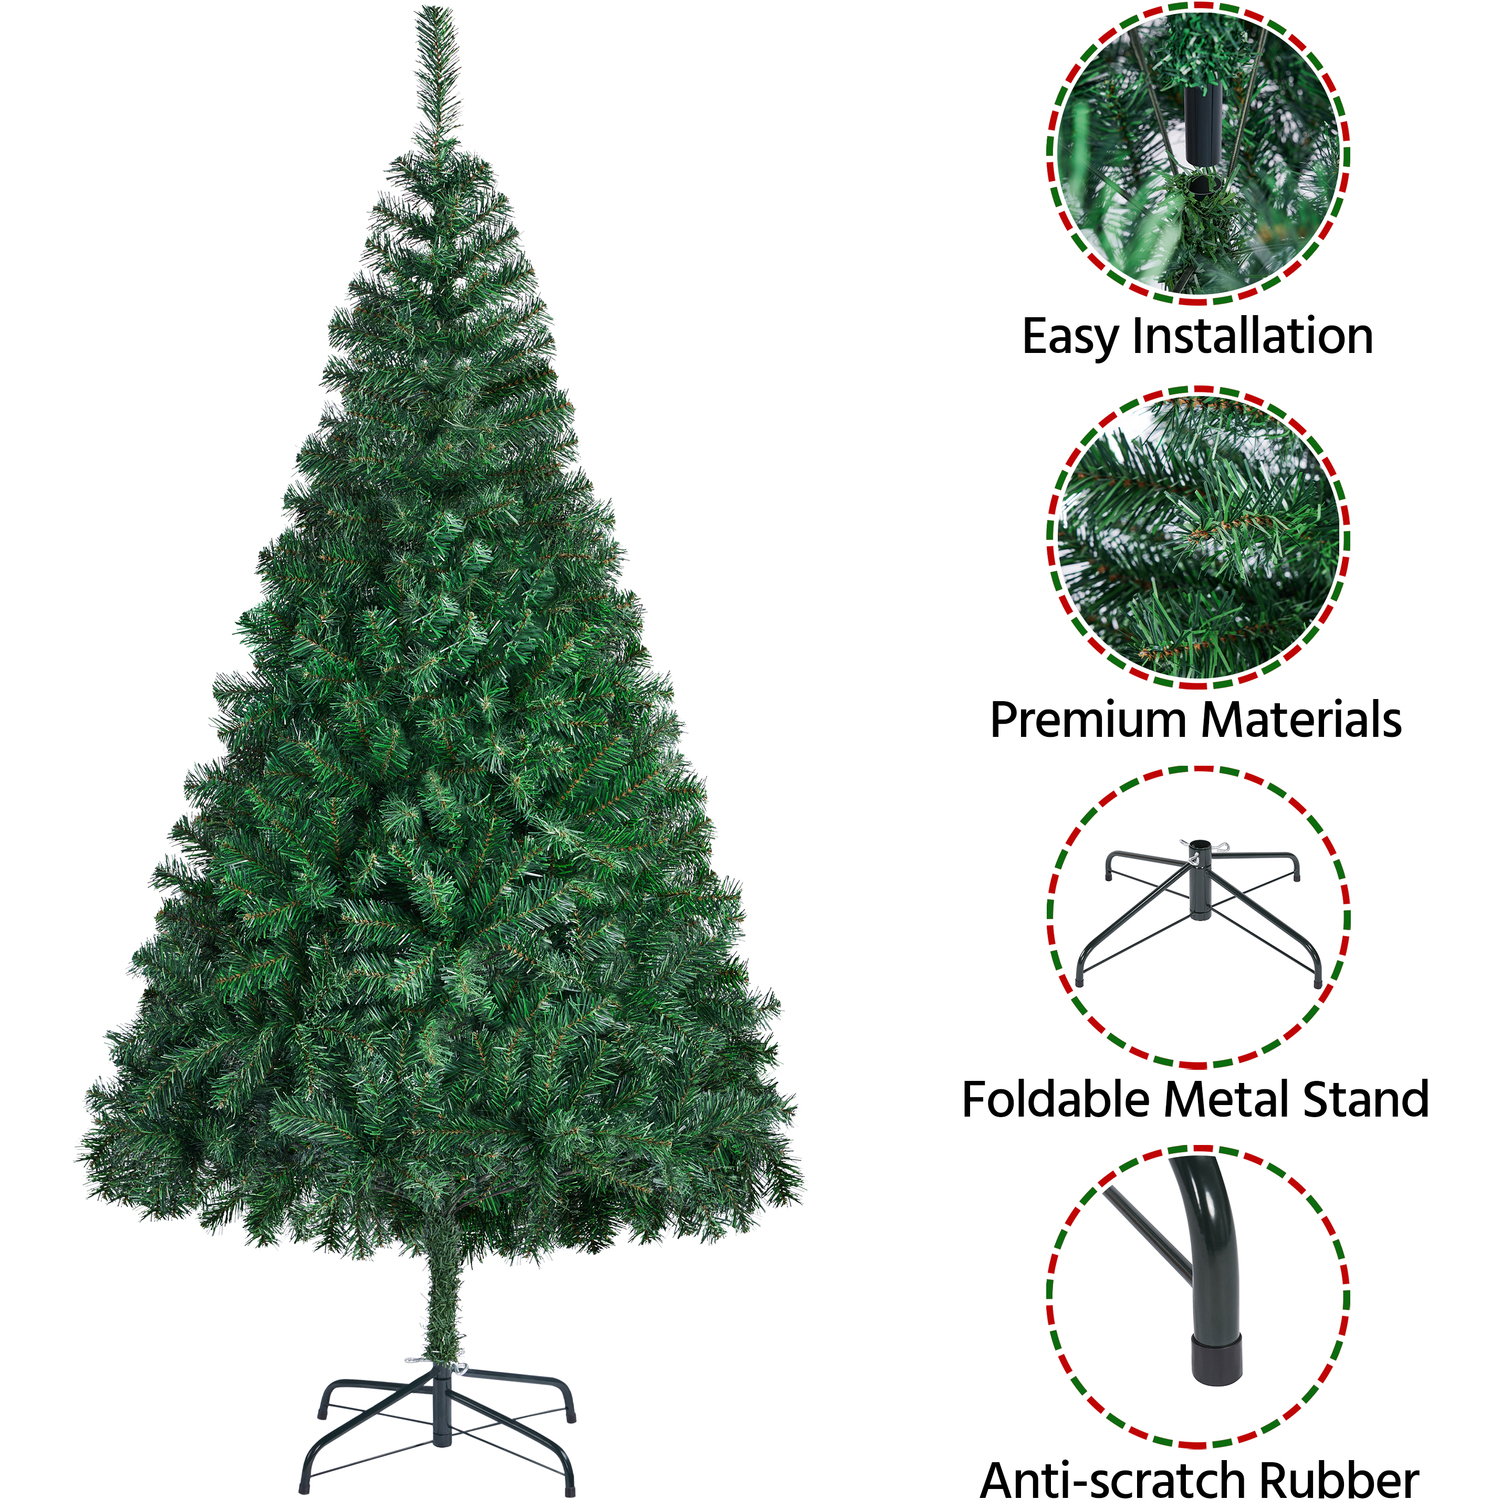 Easy Installation
Premium Materials
Foldable Metal Stand
Anti-scratch Rubber